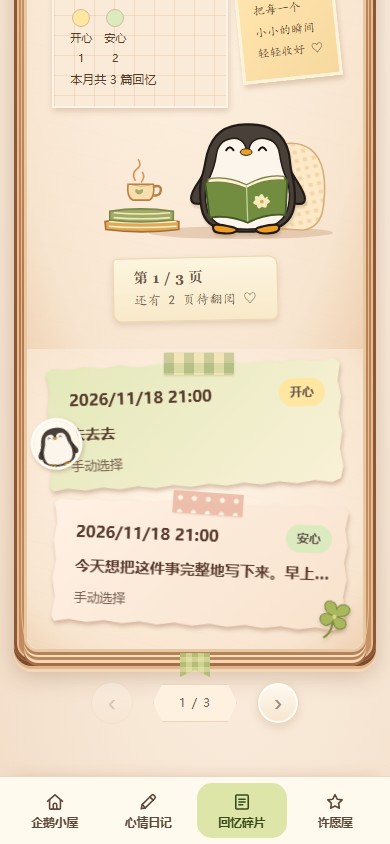 把每一个
小小的瞬间
轻轻收好 ♡
开心 安心
1 2
本月共 3 篇回忆
第 1 / 3 页
还有 2 页待翻阅 ♡
2026/11/18 21:00
开心
去去
手动选择
2026/11/18 21:00
安心
今天想把这件事完整地写下来。早上...
手动选择
‹ 1 / 3 ›
企鹅小屋 心情日记 回忆碎片 许愿屋